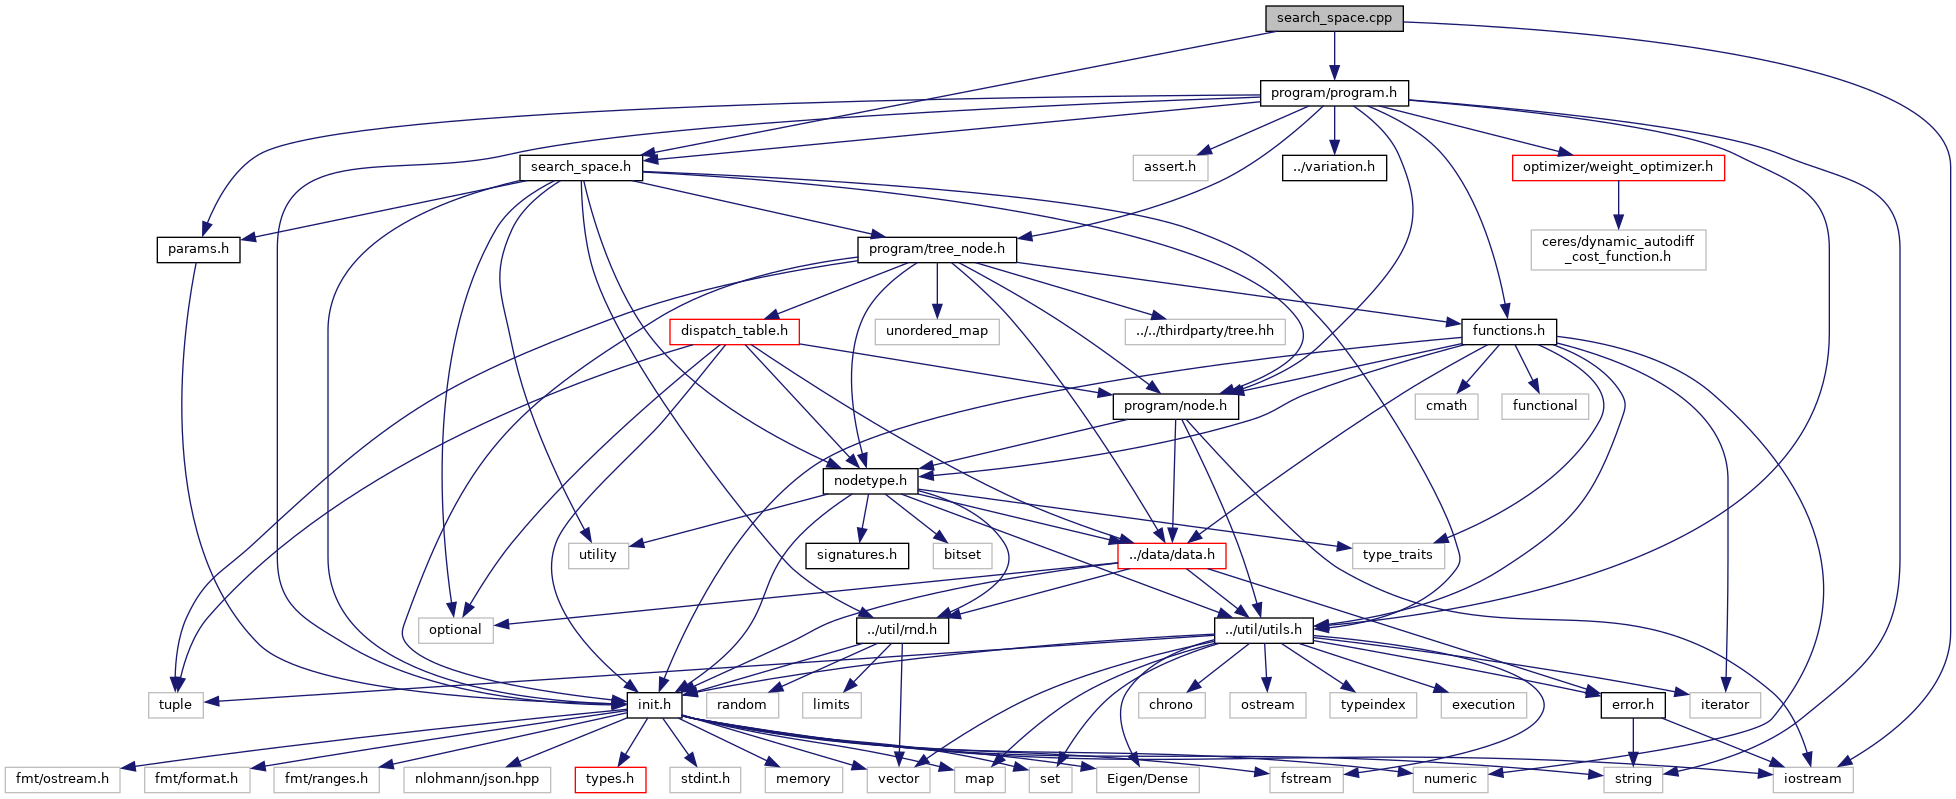 search_space.cpp
program/program.h
search_space.h
assert.h
../variation.h
optimizer/weight_optimizer.h
params.h
program/tree_node.h
ceres/dynamic_autodiff
_cost_function.h
dispatch_table.h
unordered_map
../../thirdparty/tree.hh
functions.h
program/node.h
cmath
functional
nodetype.h
utility
signatures.h
bitset
../data/data.h
type_traits
optional
../util/rnd.h
../util/utils.h
tuple
init.h
random
limits
chrono
ostream
typeindex
execution
error.h
iterator
fmt/ostream.h
fmt/format.h
fmt/ranges.h
nlohmann/json.hpp
types.h
stdint.h
memory
vector
map
set
Eigen/Dense
fstream
numeric
string
iostream